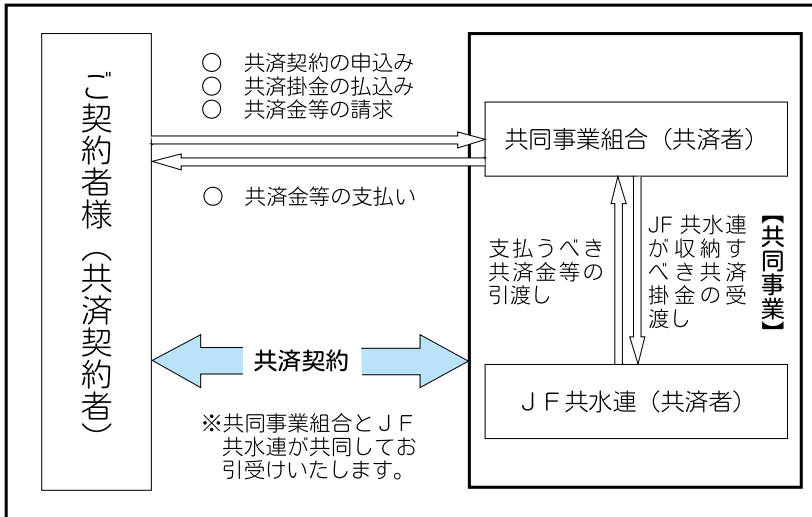 ご契約者様（共済契約者）
○　共済契約の申込み
○　共済掛金の払込み
○　共済金等の請求
○　共済金等の支払い
共済契約
※共同事業組合とＪＦ
共水連が共同してお
引受けいたします。
共同事業組合（共済者）
支払うべき
共済金等の
引渡し
JF 共水連
が収納す
べき共済
掛金の受
渡し
【共同事業】
ＪＦ共水連（共済者）